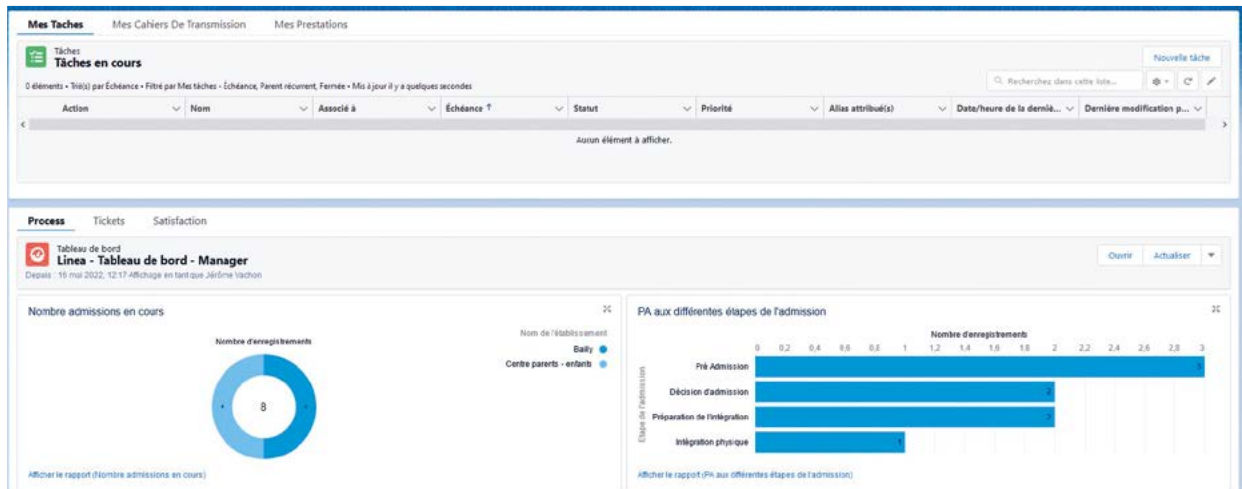 Mes Taches Mes Cahiers De Transmission Mes Prestations
Tâches
Tâches en cours
Nouvelle tâche
0 éléments • Trié(s) par Échéance • Filtré par Mes tâches - Échéance, Parent récurrent, Fermée • Mis à jour il y a quelques secondes
Recherchez dans cette liste...
Action Nom Associé à Échéance ↑ Statut Priorité Alias attribué(s) Date/heure de la derniè... Dernière modification p...
Aucun élément à afficher.
Process Tickets Satisfaction
Tableau de bord
Linea - Tableau de bord - Manager
Ouvrir Actualiser
Depuis : 16 mai 2022, 12:17 Affichage en tant que Jérôme Vachon
Nombre admissions en cours
Nombre d'enregistrements
8
Nom de l'établissement
Bailly
Centre parents - enfants
Afficher le rapport (Nombre admissions en cours)
PA aux différentes étapes de l'admission
Nombre d'enregistrements
0 0,2 0,4 0,6 0,8 1 1,2 1,4 1,6 1,8 2 2,2 2,4 2,6 2,8 3
Etape de l'admission
Pré Admission 3
Décision d'admission 2
Préparation de l'intégration 2
Intégration physique 1
Afficher le rapport (PA aux différentes étapes de l'admission)